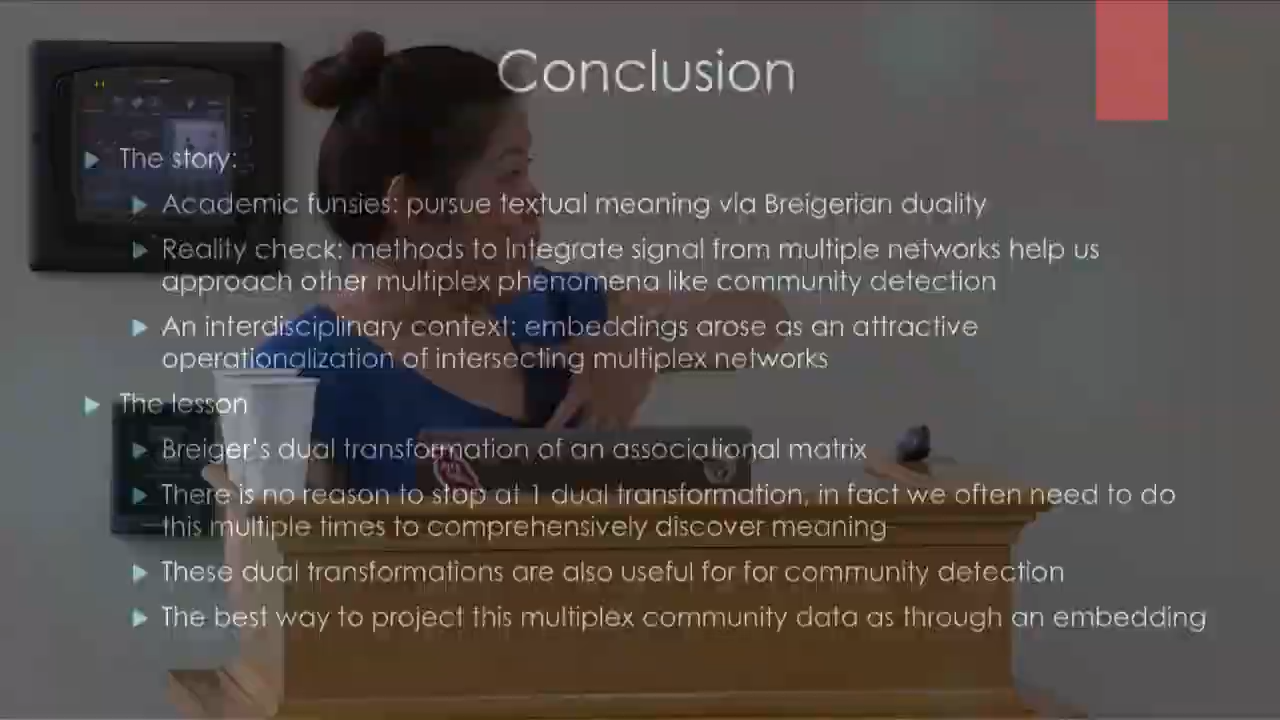 Conclusion
The story:
Academic funsies: pursue textual meaning via Breigerian duality
Reality check: methods to integrate signal from multiple networks help us
approach other multiplex phenomena like community detection
An interdisciplinary context: embeddings arose as an attractive
operationalization of intersecting multiplex networks
The lesson
Breiger's dual transformation of an associational matrix
There is no reason to stop at 1 dual transformation, in fact we often need to do
this multiple times to comprehensively discover meaning
These dual transformations are also useful for for community detection
The best way to project this multiplex community data as through an embedding